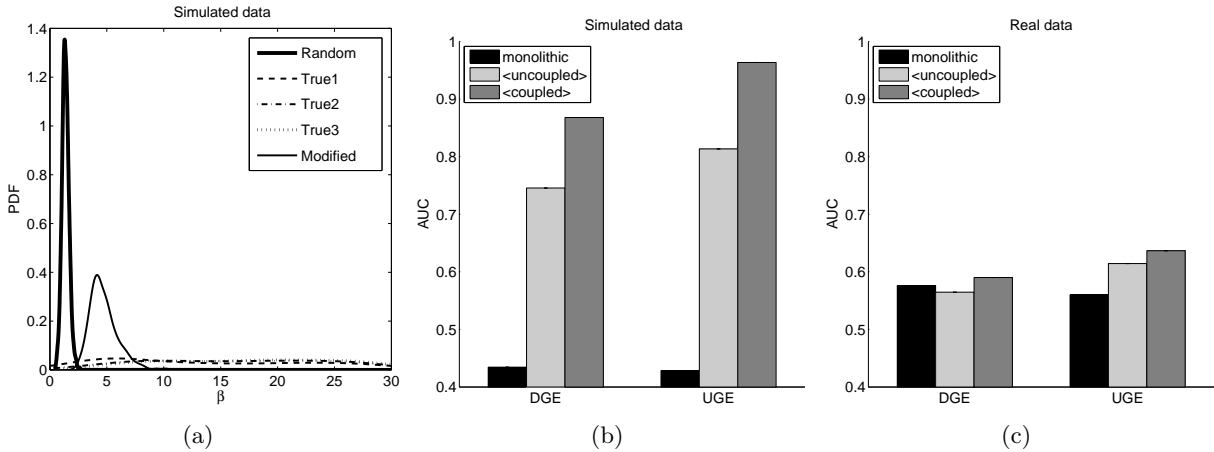 Simulated data
1.4
1.2
1
0.8
0.6
0.4
0.2
0
PDF
Random
True1
True2
True3
Modified
0 5 10 15 20 25 30
β
(a)
Simulated data
1
0.9
0.8
0.7
0.6
0.5
0.4
AUC
monolithic
<uncoupled>
<coupled>
DGE UGE
(b)
Real data
1
0.9
0.8
0.7
0.6
0.5
0.4
AUC
monolithic
<uncoupled>
<coupled>
DGE UGE
(c)